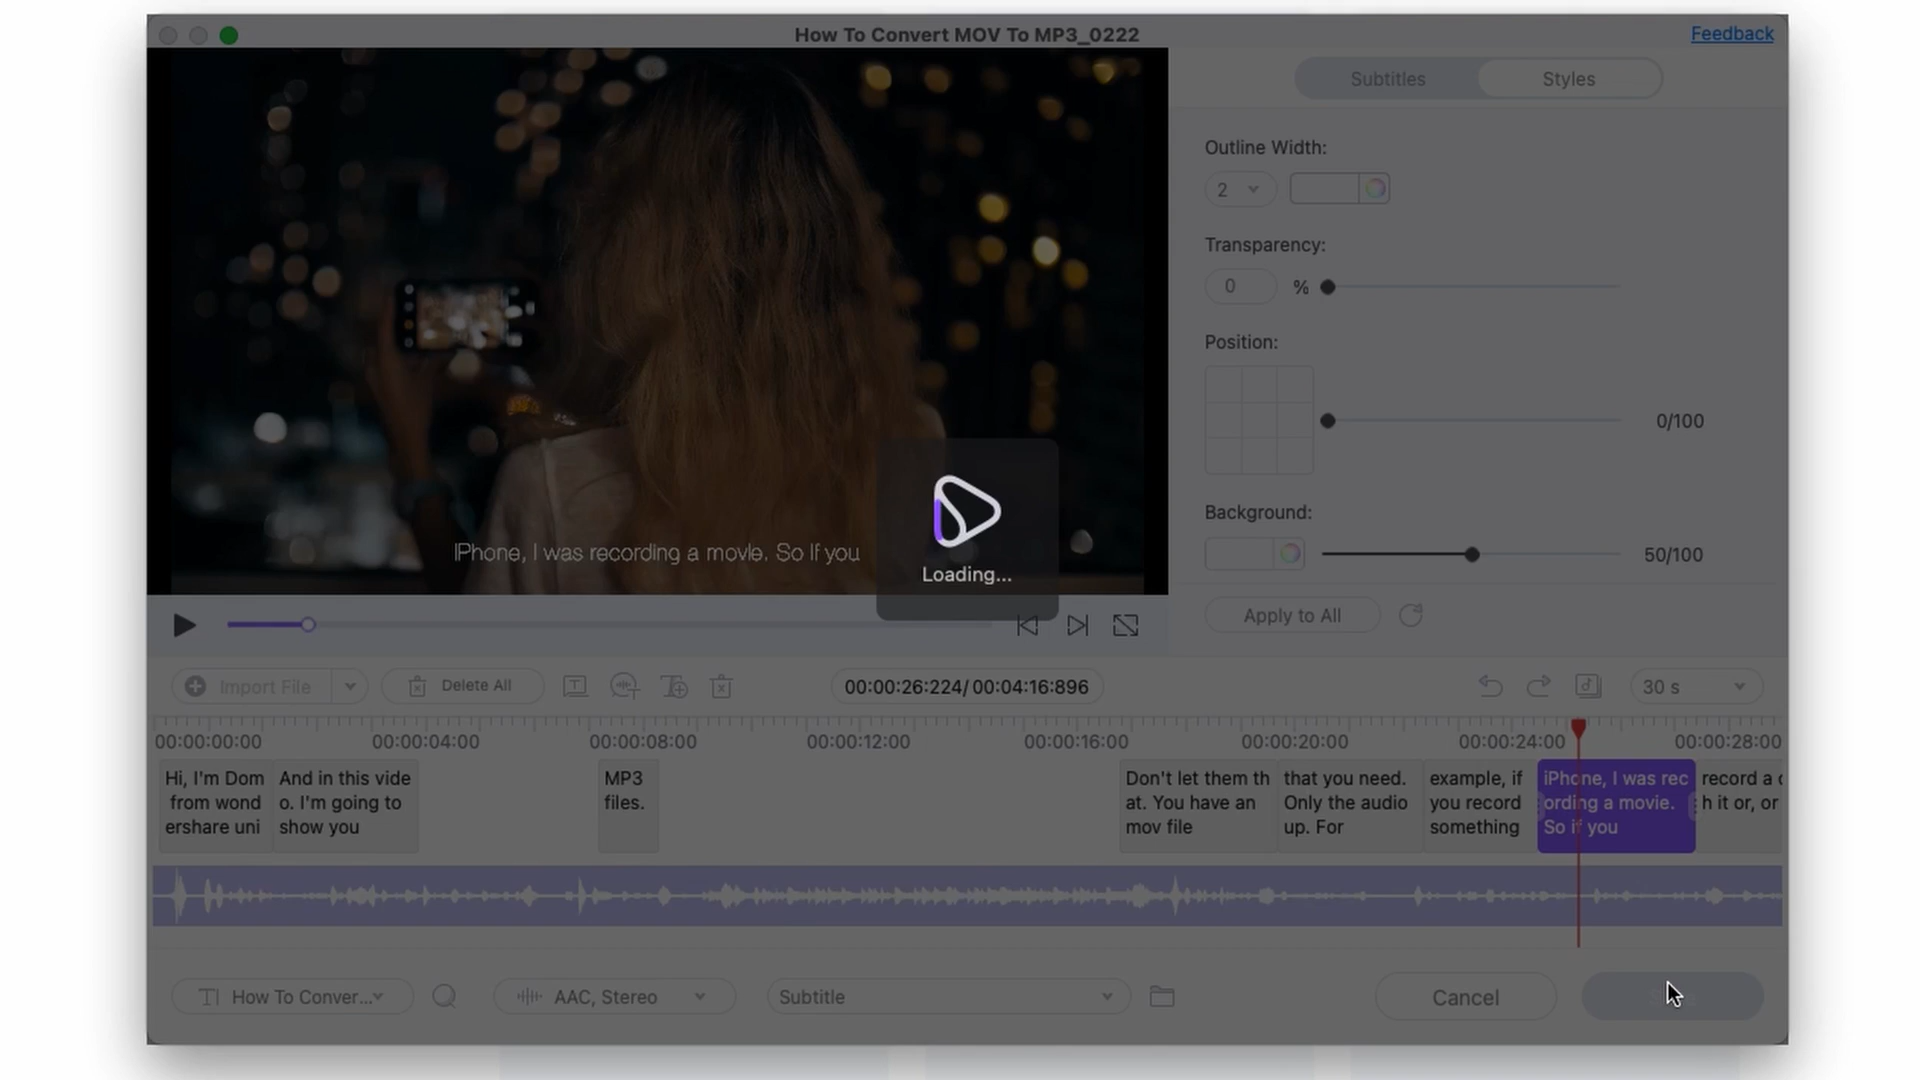 How To Convert MOV To MP3_0222
Feedback
Subtitles
Styles
Outline Width:
2
Transparency:
0
%
Position:
0/100
Background:
50/100
IPhone, I was recording a movie. So If you
Loading...
Apply to All
Import File
Delete All
00:00:26:224/ 00:04:16:896
30 s
00:00:00:00
00:00:04:00
00:00:08:00
00:00:12:00
00:00:16:00
00:00:20:00
00:00:24:00
00:00:28:00
Hi, I'm Dom
from wond
ershare uni
And in this vide
o. I'm going to
show you
MP3
files.
Don't let them th
at. You have an
mov file
that you need.
Only the audio
up. For
example, if
you record
something
iPhone, I was rec
ording a movie.
So if you
record a
h it or, or
How To Conver...
AAC, Stereo
Subtitle
Cancel